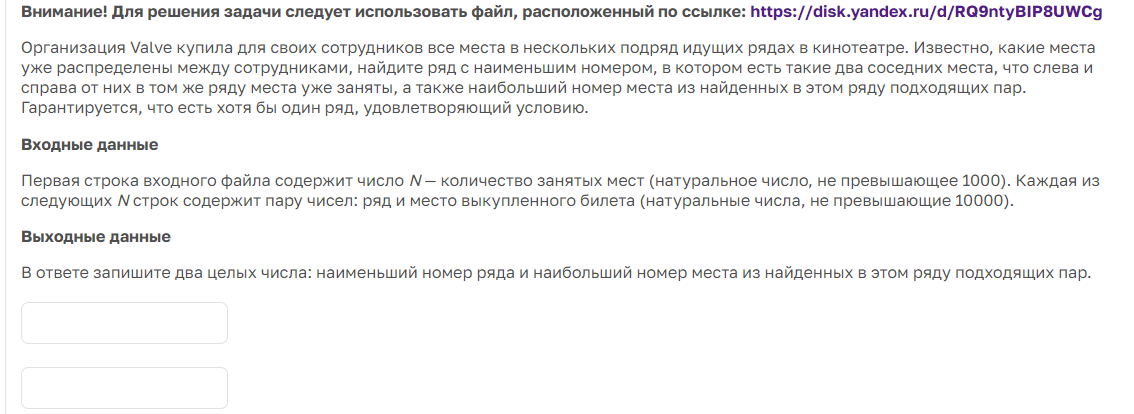 Внимание! Для решения задачи следует использовать файл, расположенный по ссылке: https://disk.yandex.ru/d/RQ9ntyBIP8UWCg
Организация Valve купила для своих сотрудников все места в нескольких подряд идущих рядах в кинотеатре. Известно, какие места
уже распределены между сотрудниками, найдите ряд с наименьшим номером, в котором есть такие два соседних места, что слева и
справа от них в том же ряду места уже заняты, а также наибольший номер места из найденных в этом ряду подходящих пар.
Гарантируется, что есть хотя бы один ряд, удовлетворяющий условию.
Входные данные
Первая строка входного файла содержит число N — количество занятых мест (натуральное число, не превышающее 1000). Каждая из
следующих N строк содержит пару чисел: ряд и место выкупленного билета (натуральные числа, не превышающие 10000).
Выходные данные
В ответе запишите два целых числа: наименьший номер ряда и наибольший номер места из найденных в этом ряду подходящих пар.